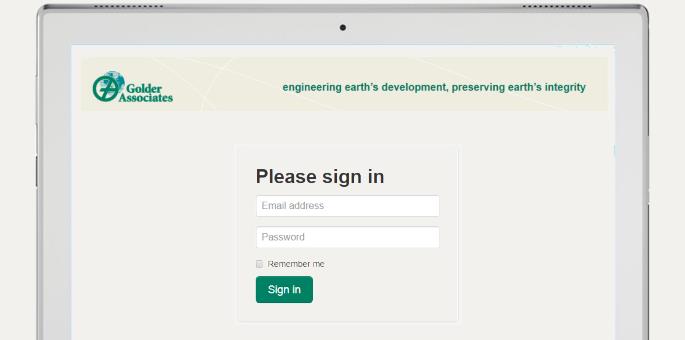 Golder
Associates
engineering earth's development, preserving earth's integrity
Please sign in
Email address
Password
Remember me
Sign in